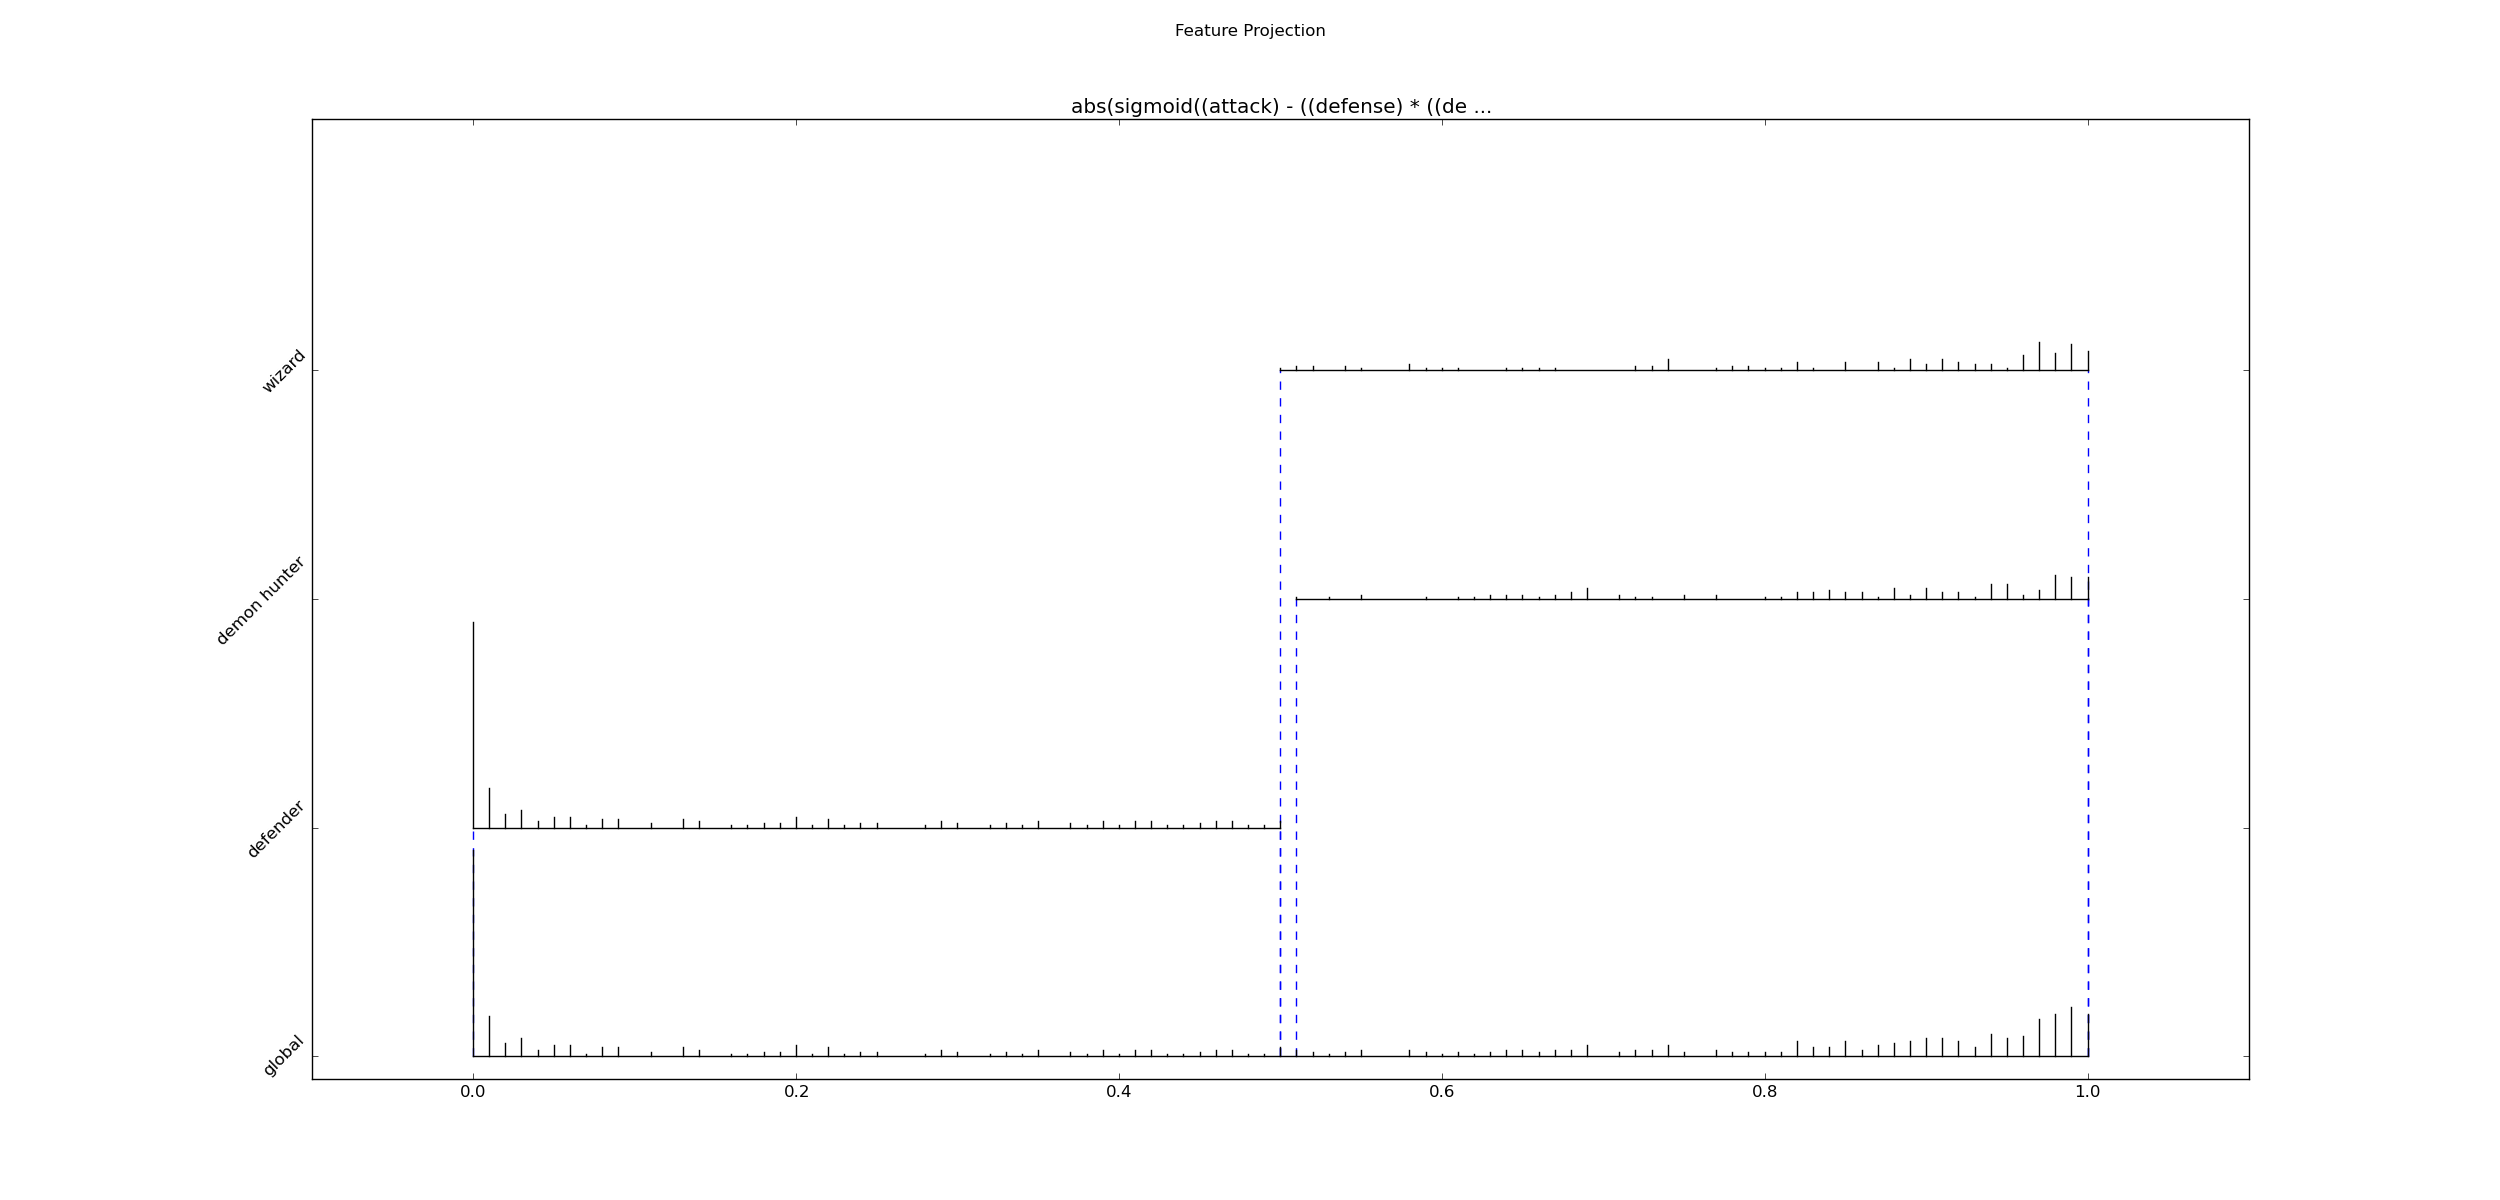 Feature Projection
abs(sigmoid((attack) - ((defense) * ((de ...
wizard
demon hunter
defender
global
0.0 0.2 0.4 0.6 0.8 1.0